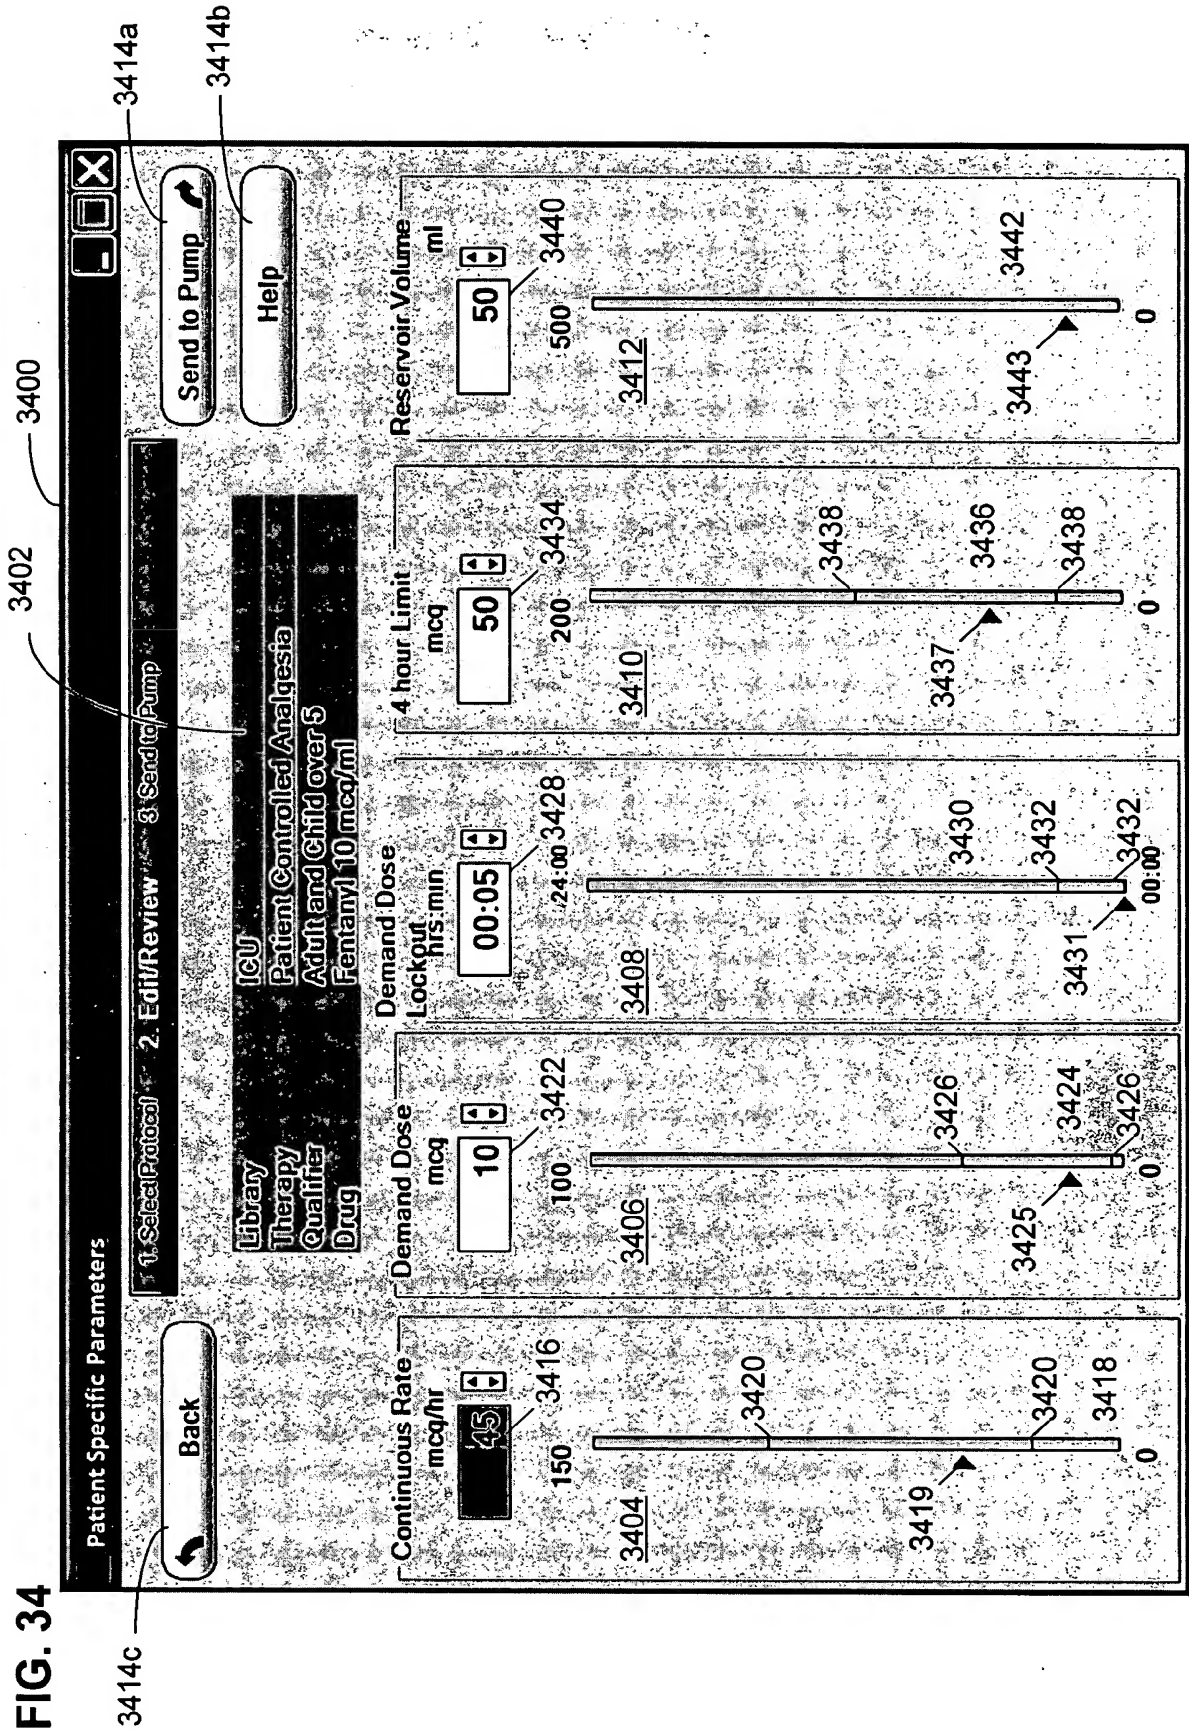 FIG. 34
3400
3402
3414a
3414b
3414c
Patient Specific Parameters
Back
1. Select Protocol 2. Edit/Review 3. Send to Pump
Send to Pump
Help
Library ICU
Therapy Patient Controlled Analgesia
Qualifier Adult and Child over 5
Drug Fentanyl 10 mcg/ml
Continuous Rate
mcg/hr
45
3416
150
3404
3420
3419
3420
3418
0
Demand Dose
mcg
10
3422
100
3406
3426
3425
3424
3426
0
Demand Dose
Lockout
hrs:min
00:05
3428
24:00
3408
3430
3432
3431
3432
00:00
4 hour Limit
mcg
50
3434
200
3410
3438
3437
3436
3438
0
Reservoir Volume
ml
50
3440
500
3412
3442
3443
0